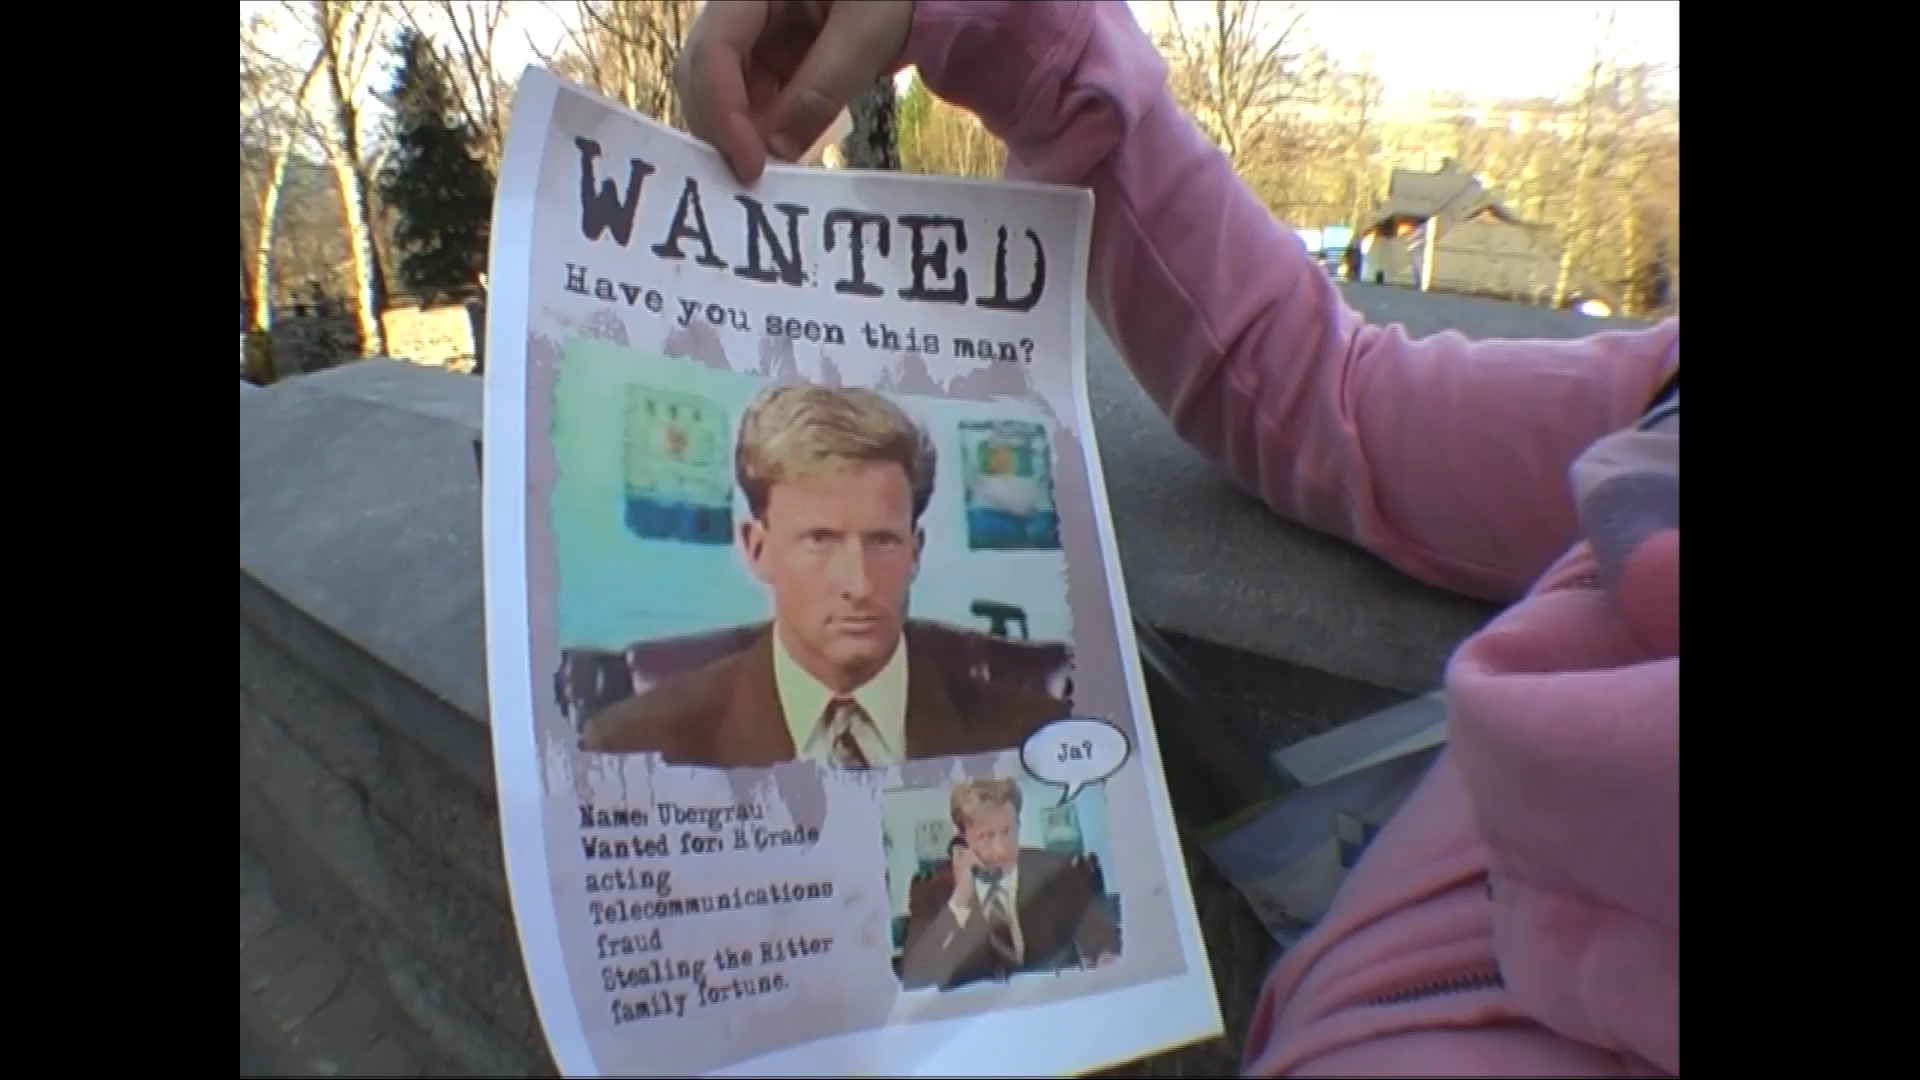 WANTED
Have you seen this man?
Ja?
Name: Ubergrau
Wanted for: B Grade
acting
Telecommunications
fraud
Stealing the Ritter
family fortune.